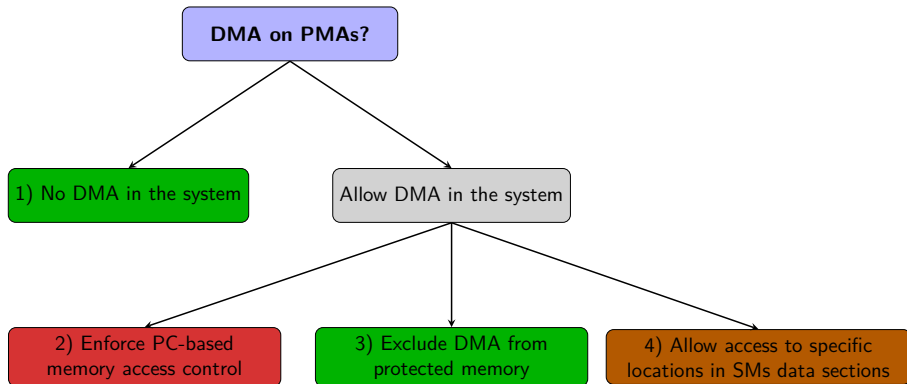 DMA on PMAs?
1) No DMA in the system
Allow DMA in the system
2) Enforce PC-based
memory access control
3) Exclude DMA from
protected memory
4) Allow access to specific
locations in SMs data sections